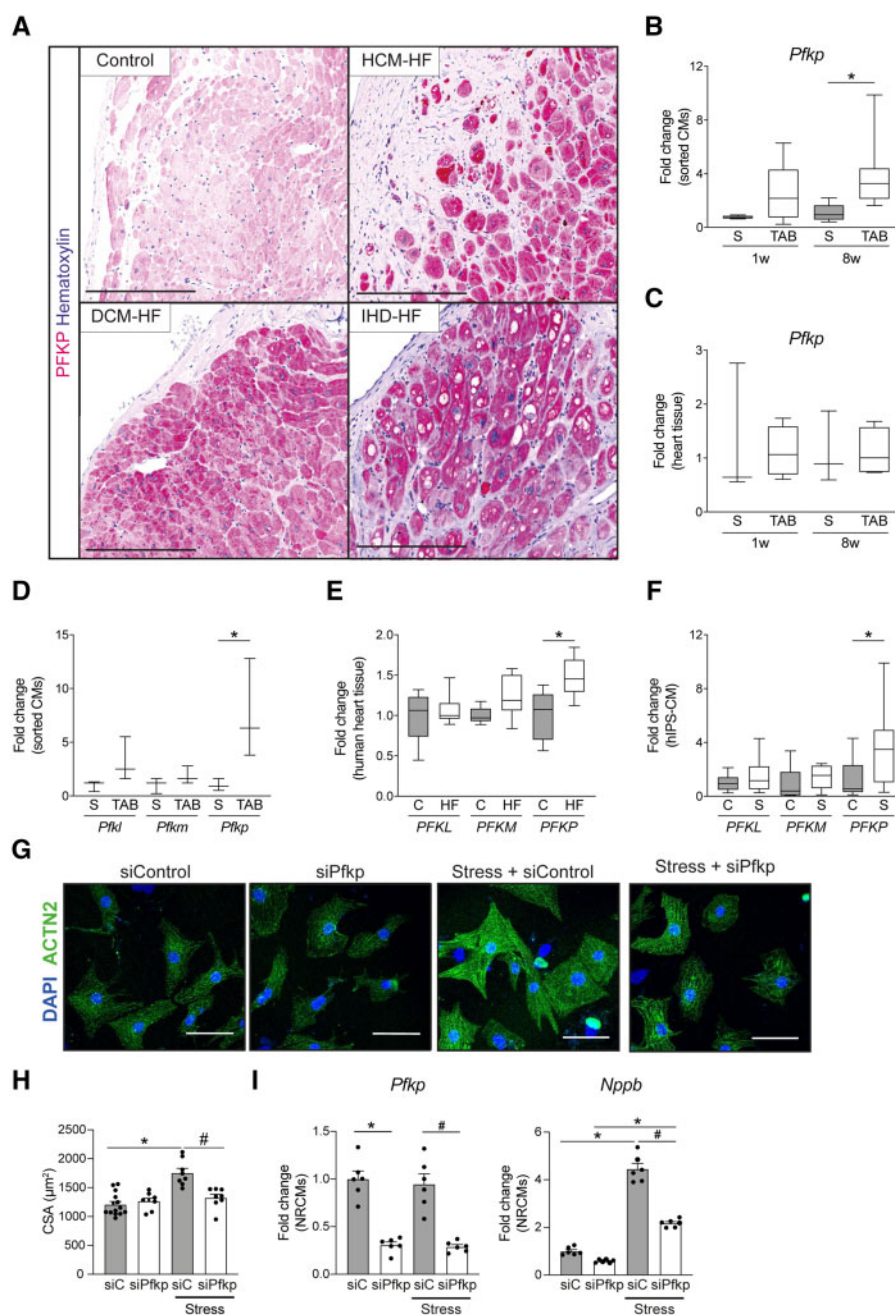 A
Control
HCM-HF
DCM-HF
IHD-HF
PFKP Hematoxylin
B
Pfkp
Fold change
(sorted CMs)
12
8
4
0
*
S TAB S TAB
1w 8w
C
Pfkp
Fold change
(heart tissue)
3
2
1
0
S TAB S TAB
1w 8w
D
Fold change
(sorted CMs)
15
10
5
0
*
S TAB S TAB S TAB
Pfkl Pfkm Pfkp
E
Fold change
(human heart tissue)
2.0
1.5
1.0
0.5
0.0
*
C HF C HF C HF
PFKL PFKM PFKP
F
Fold change
(hIPS-CM)
12
10
8
6
4
2
0
*
C S C S C S
PFKL PFKM PFKP
G
siControl siPfkp Stress + siControl Stress + siPfkp
DAPI ACTN2
H
CSA (µm²)
2500
2000
1500
1000
500
0
* #
siC siPfkp siC siPfkp
Stress
I
Pfkp
Fold change
(NRCMs)
1.5
1.0
0.5
0.0
* #
siC siPfkp siC siPfkp
Stress
Nppb
Fold change
(NRCMs)
6
4
2
0
*
* #
siC siPfkp siC siPfkp
Stress